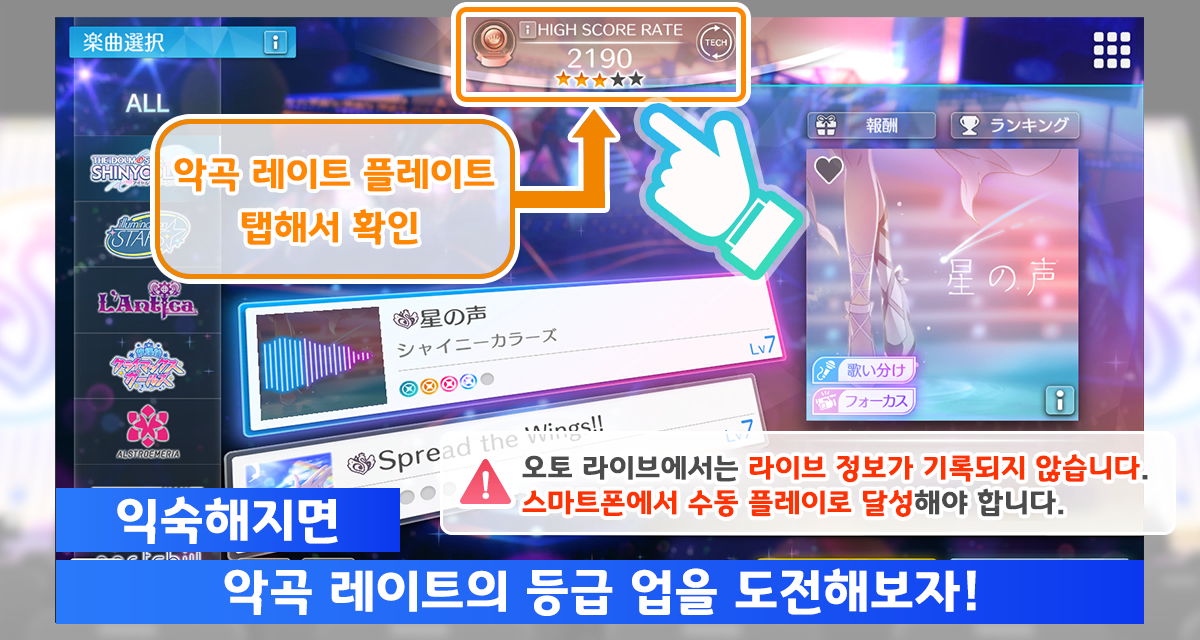 楽曲選択
HIGH SCORE RATE
2190
TECH
ALL
報酬
ランキング
THE IDOLM@S
SHINYCOL
악곡 레이트 플레이트
탭해서 확인
illumination
STARS
L'Antica
放課後
クライマックス
ガールズ
ALSTROEMERIA
星の声
星の声
シャイニーカラーズ
Lv7
歌い分け
フォーカス
Spread the Wings!!
Lv7
오토 라이브에서는 라이브 정보가 기록되지 않습니다.
스마트폰에서 수동 플레이로 달성해야 합니다.
익숙해지면
악곡 레이트의 등급 업을 도전해보자!